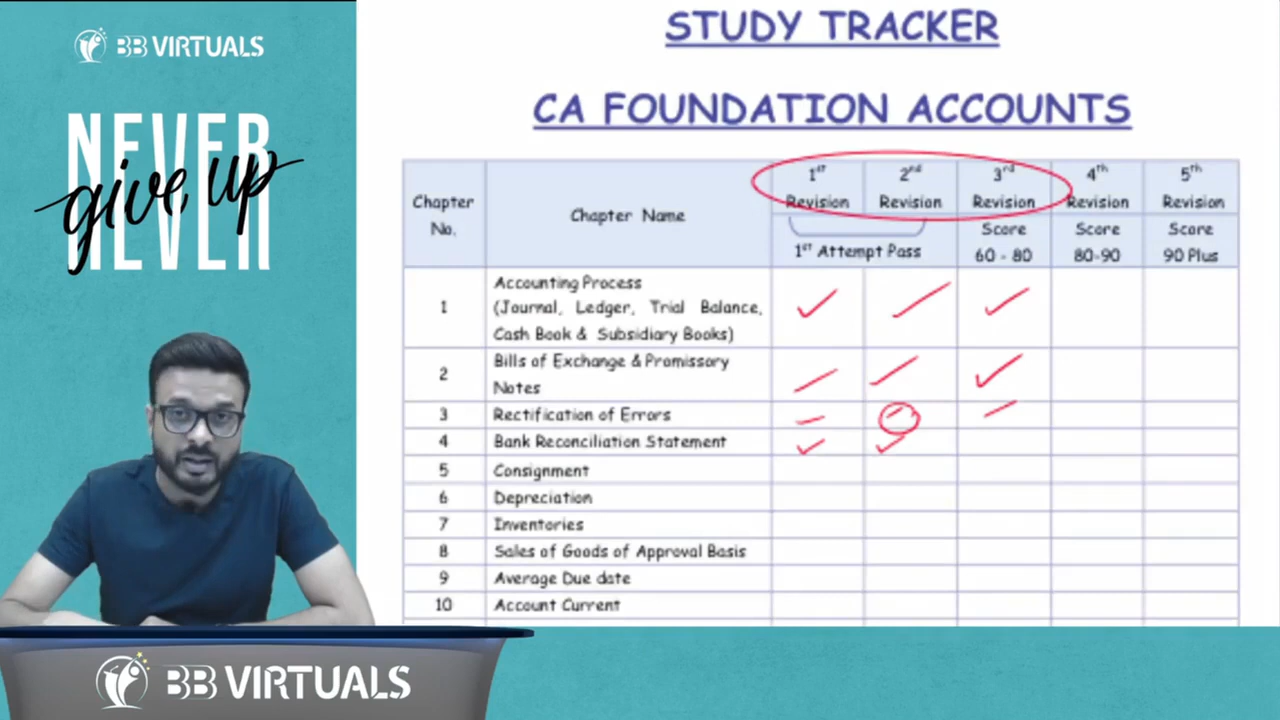 BB VIRTUALS
NEVER
give up
NEVER
STUDY TRACKER
CA FOUNDATION ACCOUNTS
Chapter No.
Chapter Name
1st Revision
2nd Revision
3rd Revision
4th Revision
5th Revision
1st Attempt Pass
Score 60 - 80
Score 80-90
Score 90 Plus
1 Accounting Process
(Journal, Ledger, Trial Balance,
Cash Book & Subsidiary Books)
2 Bills of Exchange & Promissory
Notes
3 Rectification of Errors
4 Bank Reconciliation Statement
5 Consignment
6 Depreciation
7 Inventories
8 Sales of Goods of Approval Basis
9 Average Due date
10 Account Current
BB VIRTUALS